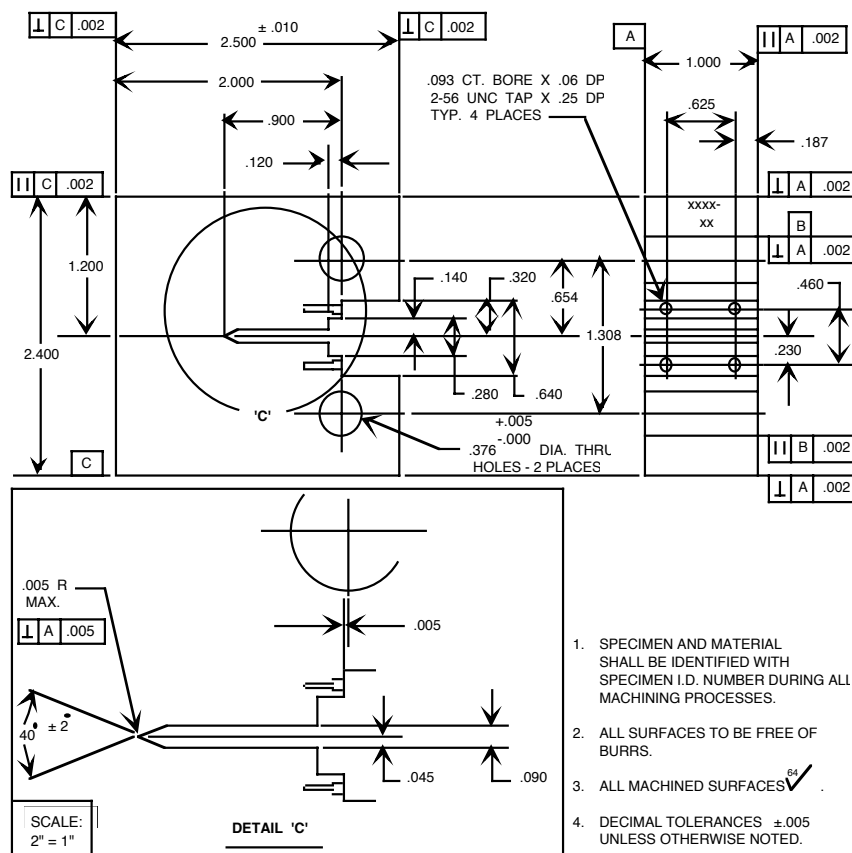 ⊥ C .002
± .010
2.500
⊥ C .002
A
|| A .002
2.000
1.000
.093 CT. BORE X .06 DP
2-56 UNC TAP X .25 DP
TYP. 4 PLACES
.900
.625
.120
.187
|| C .002
⊥ A .002
xxxx-
xx
B
⊥ A .002
1.200
.140
.320
.654
.460
2.400
1.308
.230
.280
.640
'C'
+.005
-.000
.376 DIA. THRU
HOLES - 2 PLACES
C
|| B .002
⊥ A .002
.005 R
MAX.
⊥ A .005
.005
40° ± 2°
.045
.090
SCALE:
2" = 1"
DETAIL 'C'
1. SPECIMEN AND MATERIAL
SHALL BE IDENTIFIED WITH
SPECIMEN I.D. NUMBER DURING ALL
MACHINING PROCESSES.
2. ALL SURFACES TO BE FREE OF
BURRS.
3. ALL MACHINED SURFACES 64 .
4. DECIMAL TOLERANCES ±.005
UNLESS OTHERWISE NOTED.